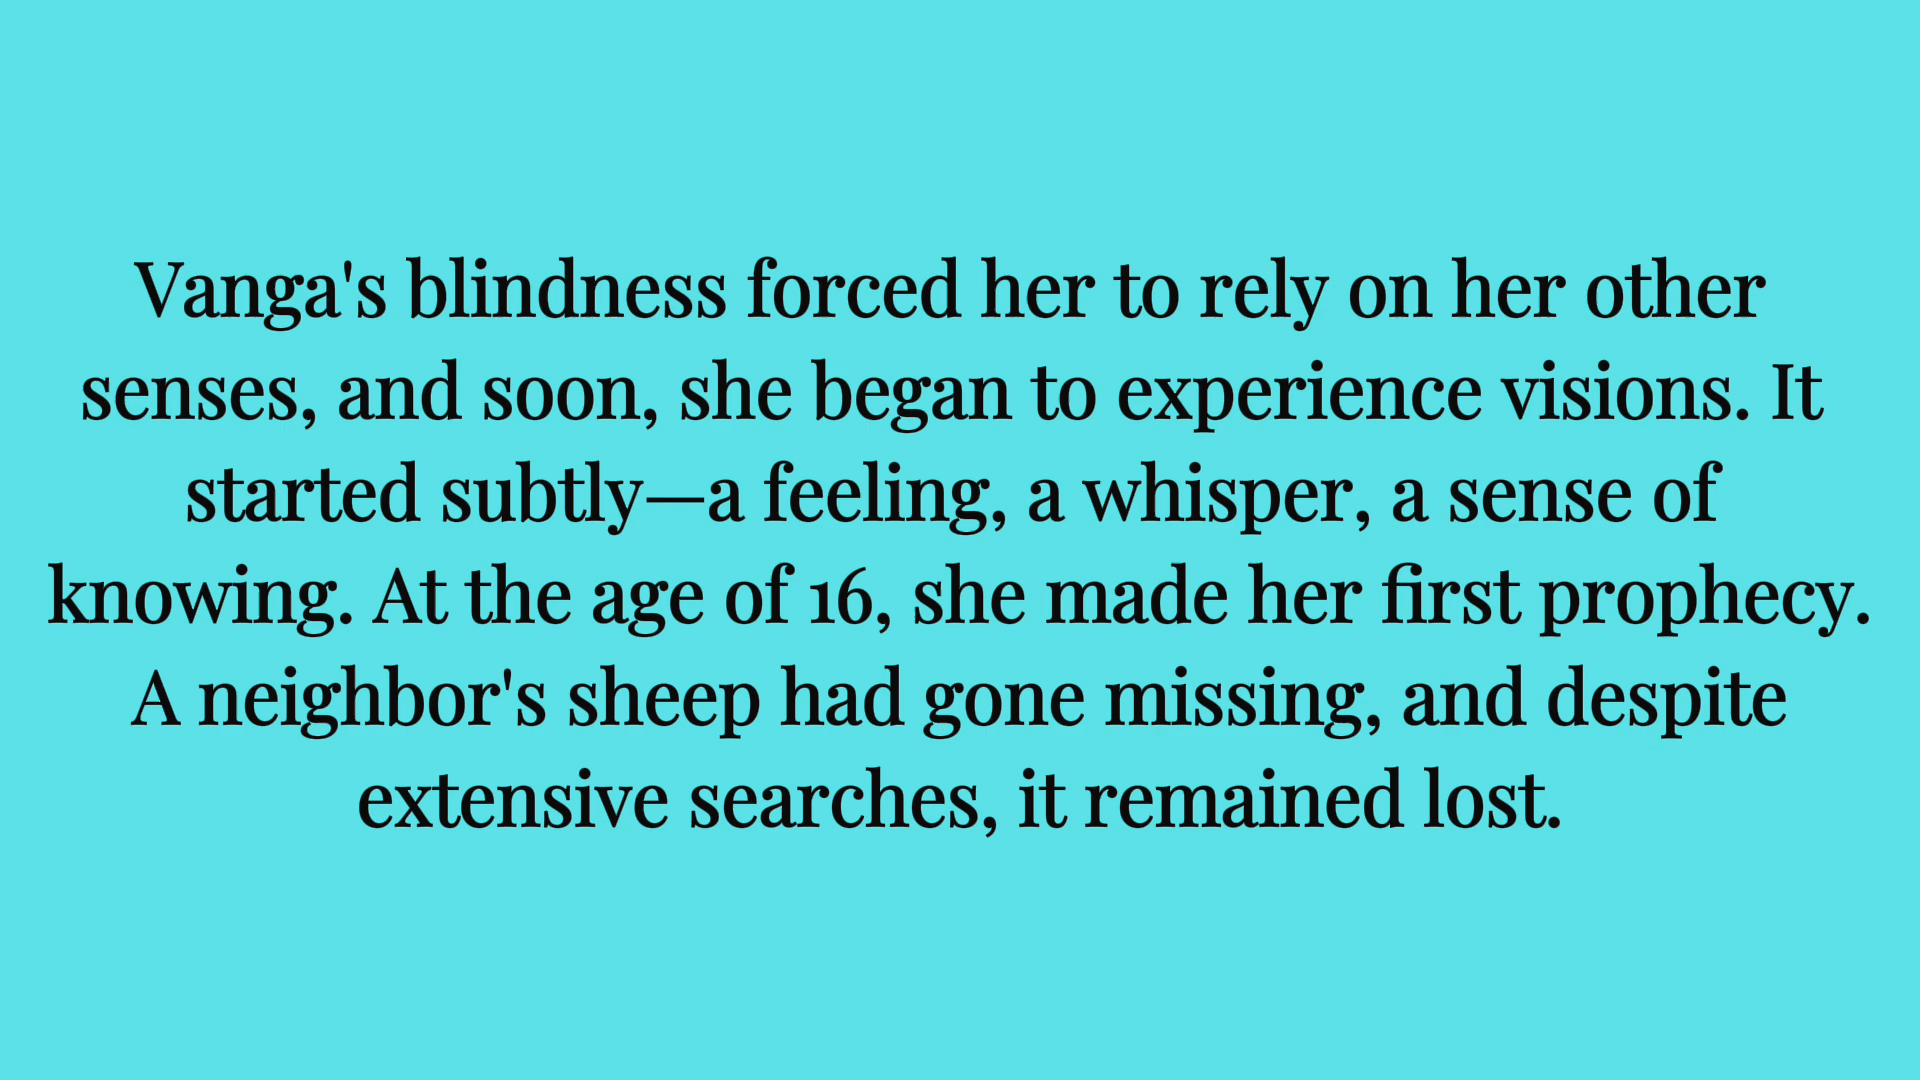 Vanga's blindness forced her to rely on her other
senses, and soon, she began to experience visions. It
started subtly—a feeling, a whisper, a sense of
knowing. At the age of 16, she made her first prophecy.
A neighbor's sheep had gone missing, and despite
extensive searches, it remained lost.